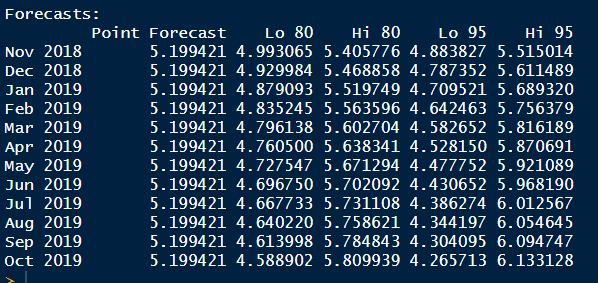 Forecasts:
Point Forecast Lo 80 Hi 80 Lo 95 Hi 95
Nov 2018 5.199421 4.993065 5.405776 4.883827 5.515014
Dec 2018 5.199421 4.929984 5.468858 4.787352 5.611489
Jan 2019 5.199421 4.879093 5.519749 4.709521 5.689320
Feb 2019 5.199421 4.835245 5.563596 4.642463 5.756379
Mar 2019 5.199421 4.796138 5.602704 4.582652 5.816189
Apr 2019 5.199421 4.760500 5.638341 4.528150 5.870691
May 2019 5.199421 4.727547 5.671294 4.477752 5.921089
Jun 2019 5.199421 4.696750 5.702092 4.430652 5.968190
Jul 2019 5.199421 4.667733 5.731108 4.386274 6.012567
Aug 2019 5.199421 4.640220 5.758621 4.344197 6.054645
Sep 2019 5.199421 4.613998 5.784843 4.304095 6.094747
Oct 2019 5.199421 4.588902 5.809939 4.265713 6.133128
>